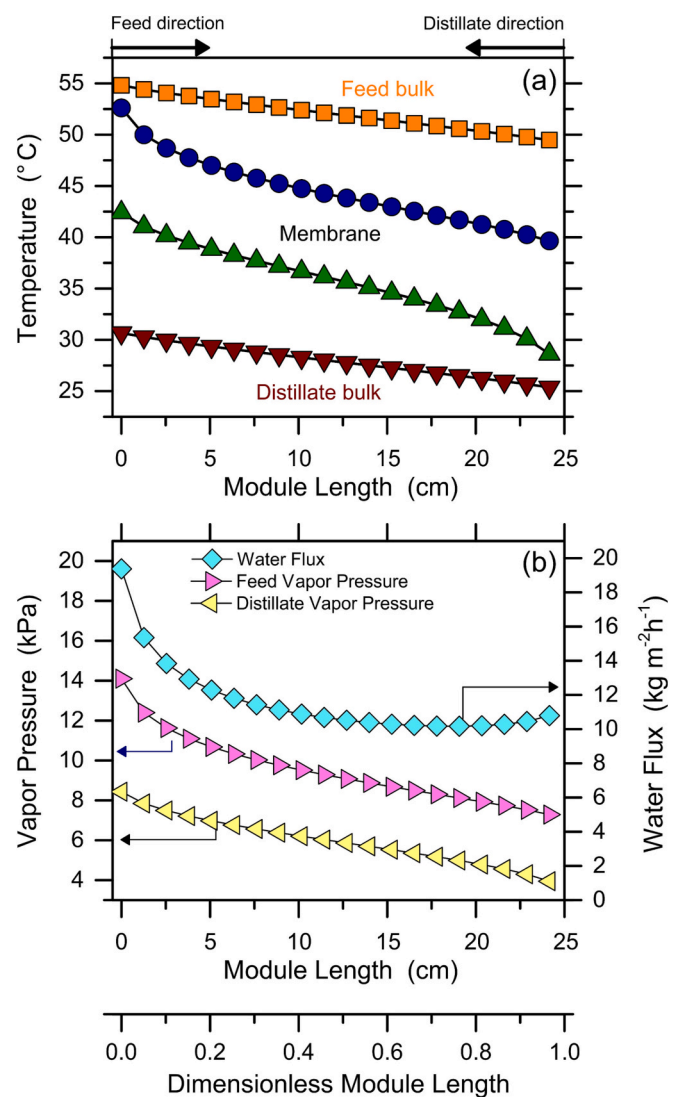 Feed direction
Distillate direction
(a)
Feed bulk
Membrane
Distillate bulk
Temperature (°C)
55
50
45
40
35
30
25
0 5 10 15 20 25
Module Length (cm)
(b)
Water Flux
Feed Vapor Pressure
Distillate Vapor Pressure
Vapor Pressure (kPa)
20
18
16
14
12
10
8
6
4
20
18
16
14
12
10
8
6
4
2
0
Water Flux (kg m-2h-1)
0 5 10 15 20 25
Module Length (cm)
0.0 0.2 0.4 0.6 0.8 1.0
Dimensionless Module Length